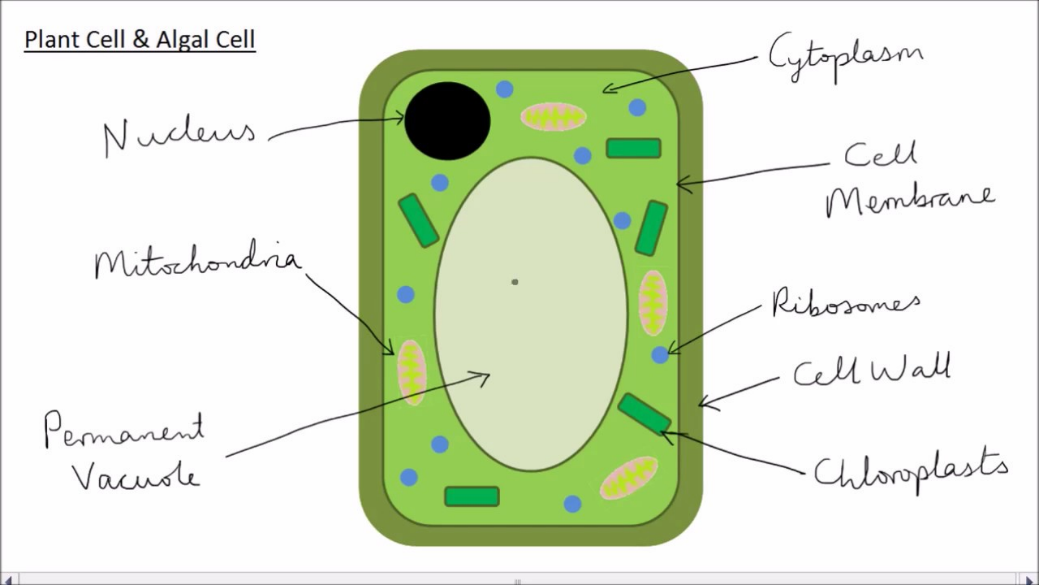 Plant Cell & Algal Cell
Cytoplasm
Nucleus
Cell
Membrane
Mitochondria
Ribosomes
Cell Wall
Permanent
Vacuole
Chloroplasts